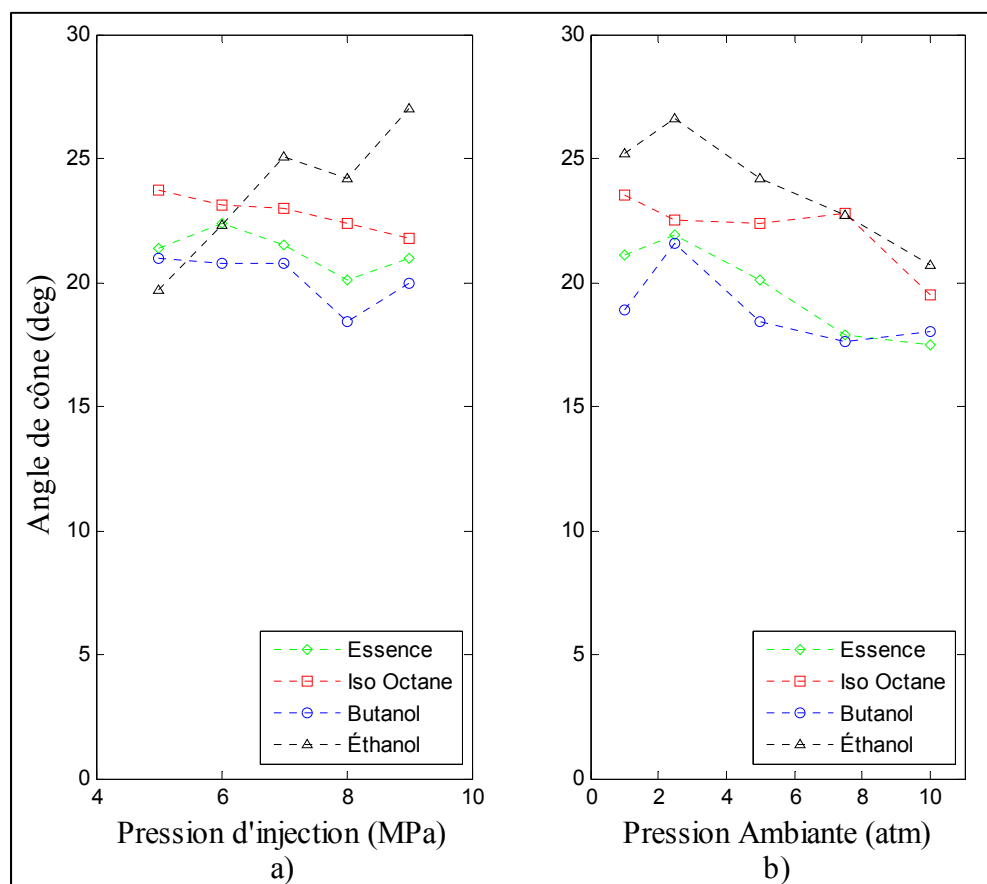 Angle de cône (deg)
30
25
20
15
10
5
0
4
6
8
10
Essence
Iso Octane
Butanol
Éthanol
Pression d'injection (MPa)
a)
30
25
20
15
10
5
0
0
2
4
6
8
10
Essence
Iso Octane
Butanol
Éthanol
Pression Ambiante (atm)
b)